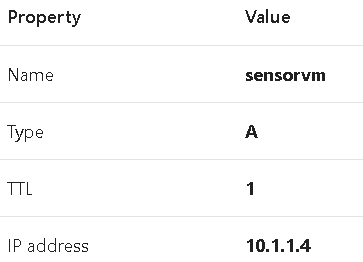 Property Value
Name sensorvm
Type A
TTL 1
IP address 10.1.1.4